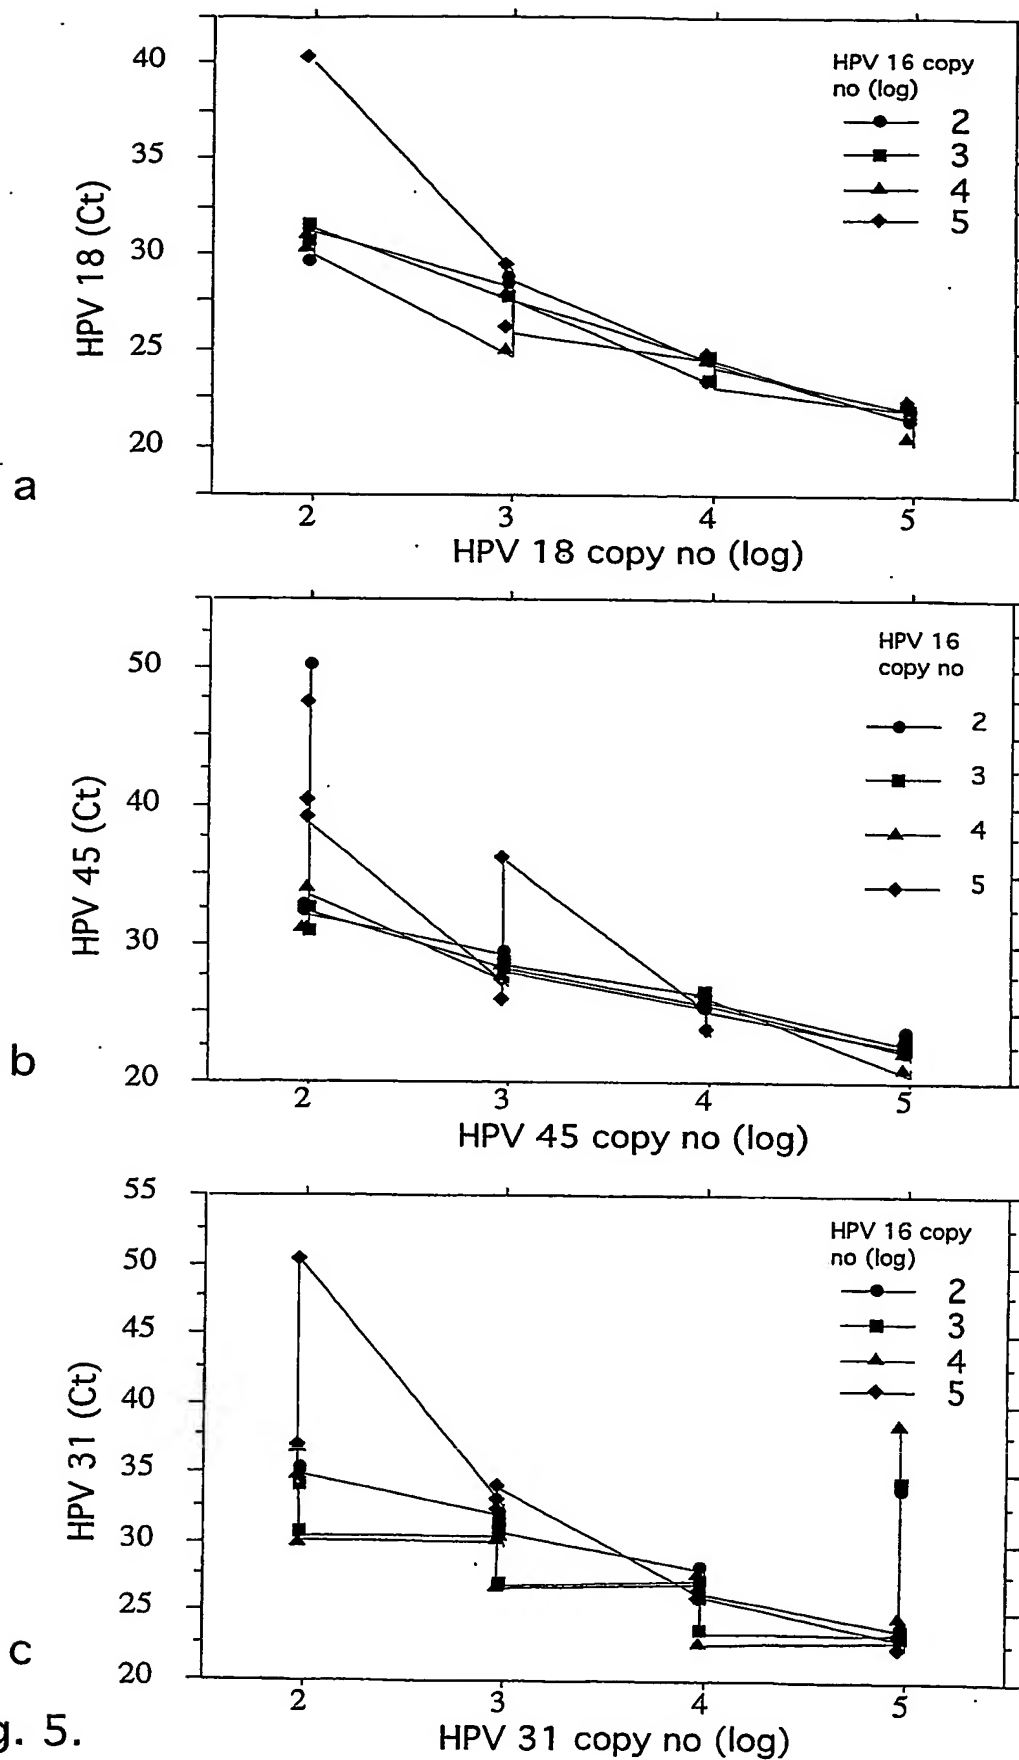 40
35
30
25
20
HPV 18 (Ct)
HPV 16 copy
no (log)
2
3
4
5
a
2 3 4 5
HPV 18 copy no (log)
50
40
30
20
HPV 45 (Ct)
HPV 16
copy no
2
3
4
5
b
2 3 4 5
HPV 45 copy no (log)
55
50
45
40
35
30
25
20
HPV 31 (Ct)
HPV 16 copy
no (log)
2
3
4
5
c
2 3 4 5
HPV 31 copy no (log)
g. 5.